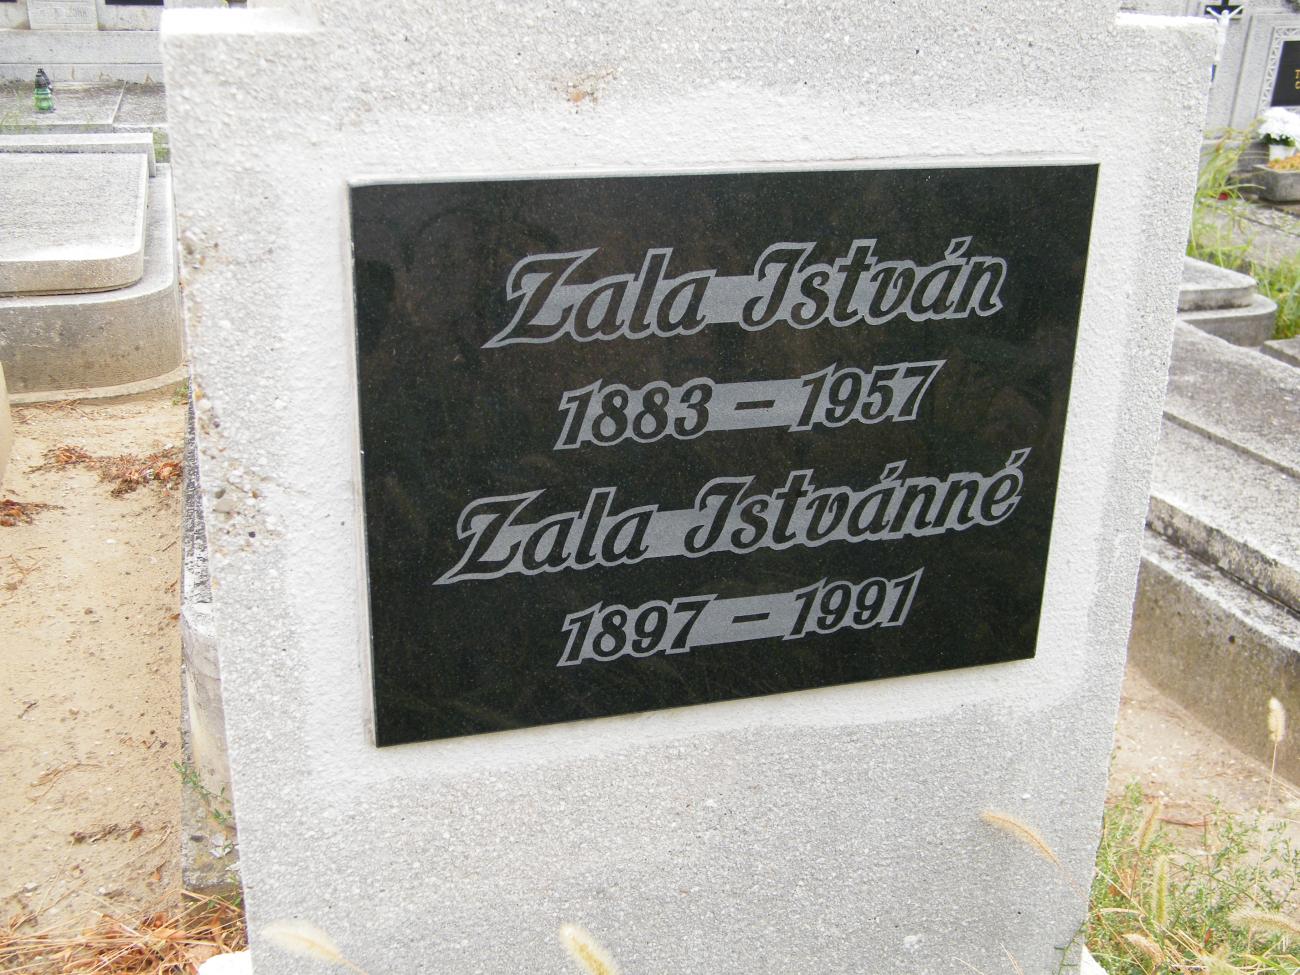 Zala István
1883 – 1957
Zala Istvánné
1897 – 1991